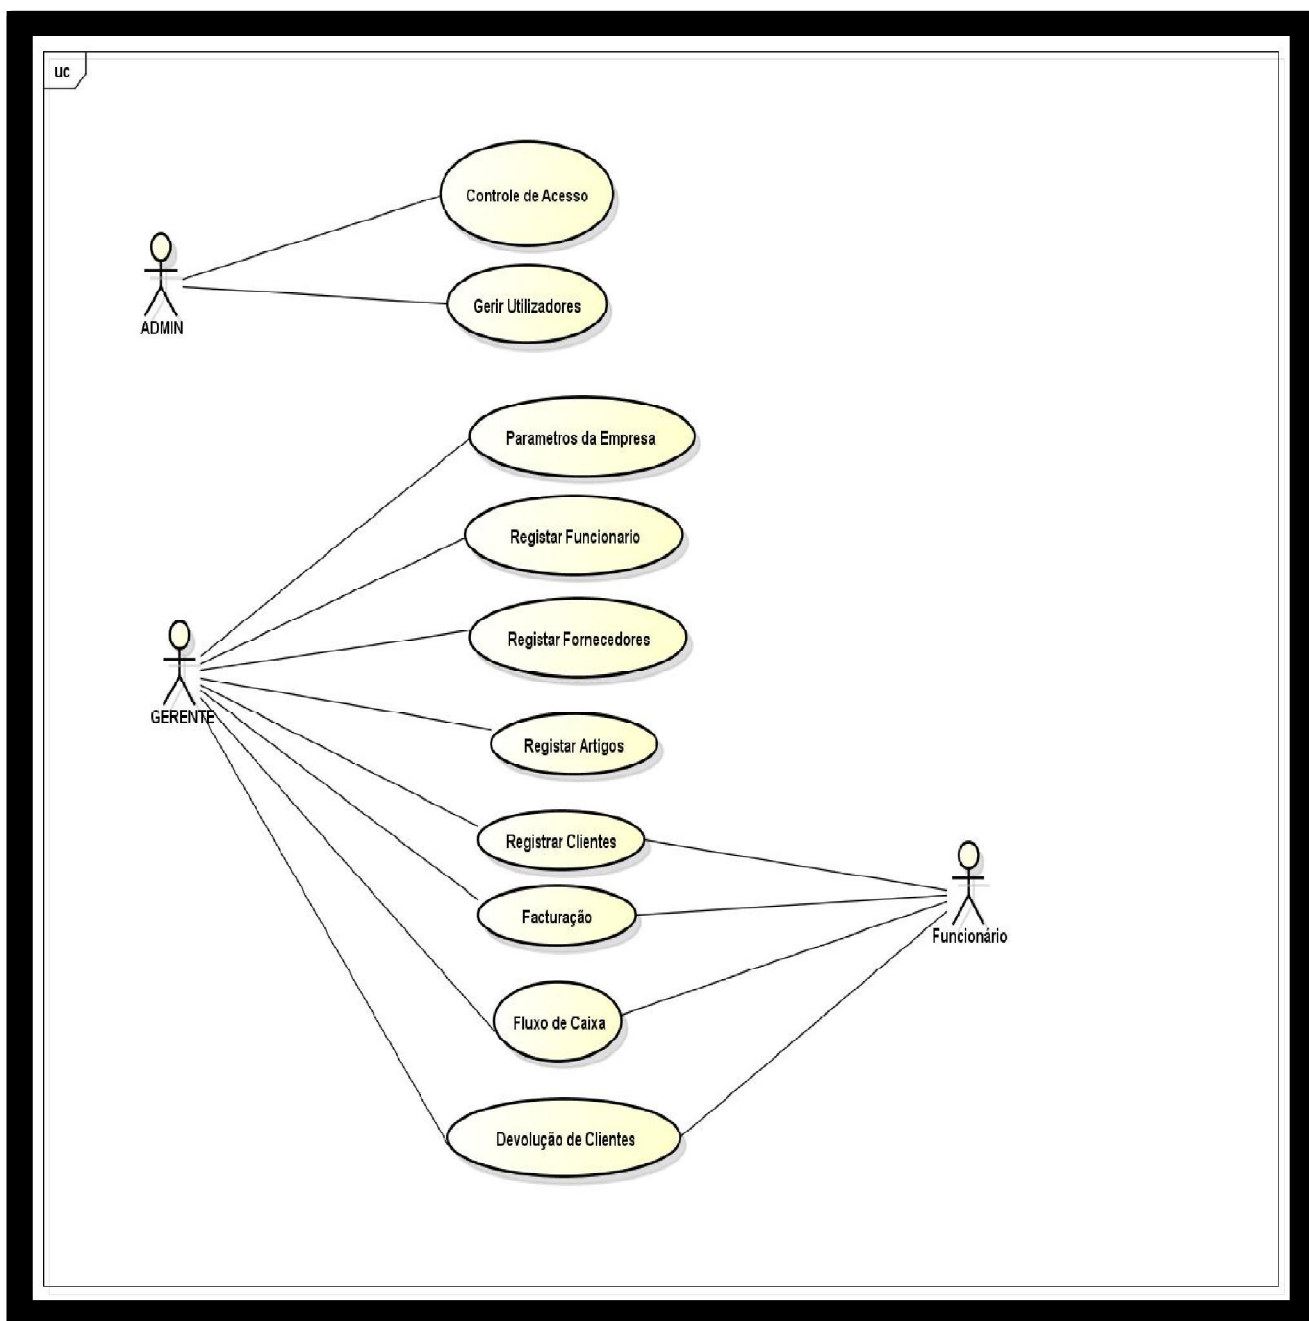 uc
Controle de Acesso
ADMIN
Gerir Utilizadores
Parametros da Empresa
Registar Funcionario
Registar Fornecedores
GERENTE
Registar Artigos
Registrar Clientes
Facturação
Funcionário
Fluxo de Caixa
Devolução de Clientes